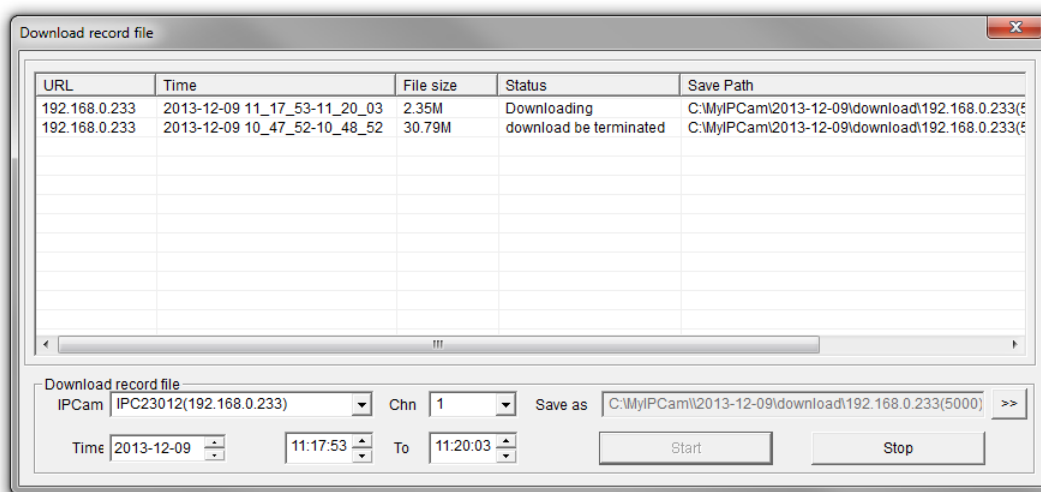 Download record file
URL Time File size Status Save Path
192.168.0.233 2013-12-09 11_17_53-11_20_03 2.35M Downloading C:\MyIPCam\2013-12-09\download\192.168.0.233(5
192.168.0.233 2013-12-09 10_47_52-10_48_52 30.79M download be terminated C:\MyIPCam\2013-12-09\download\192.168.0.233(5
Download record file
IPCam IPC23012(192.168.0.233) Chn 1 Save as C:\MyIPCam\\2013-12-09\download\192.168.0.233(5000) >>
Time 2013-12-09 11:17:53 To 11:20:03 Start Stop